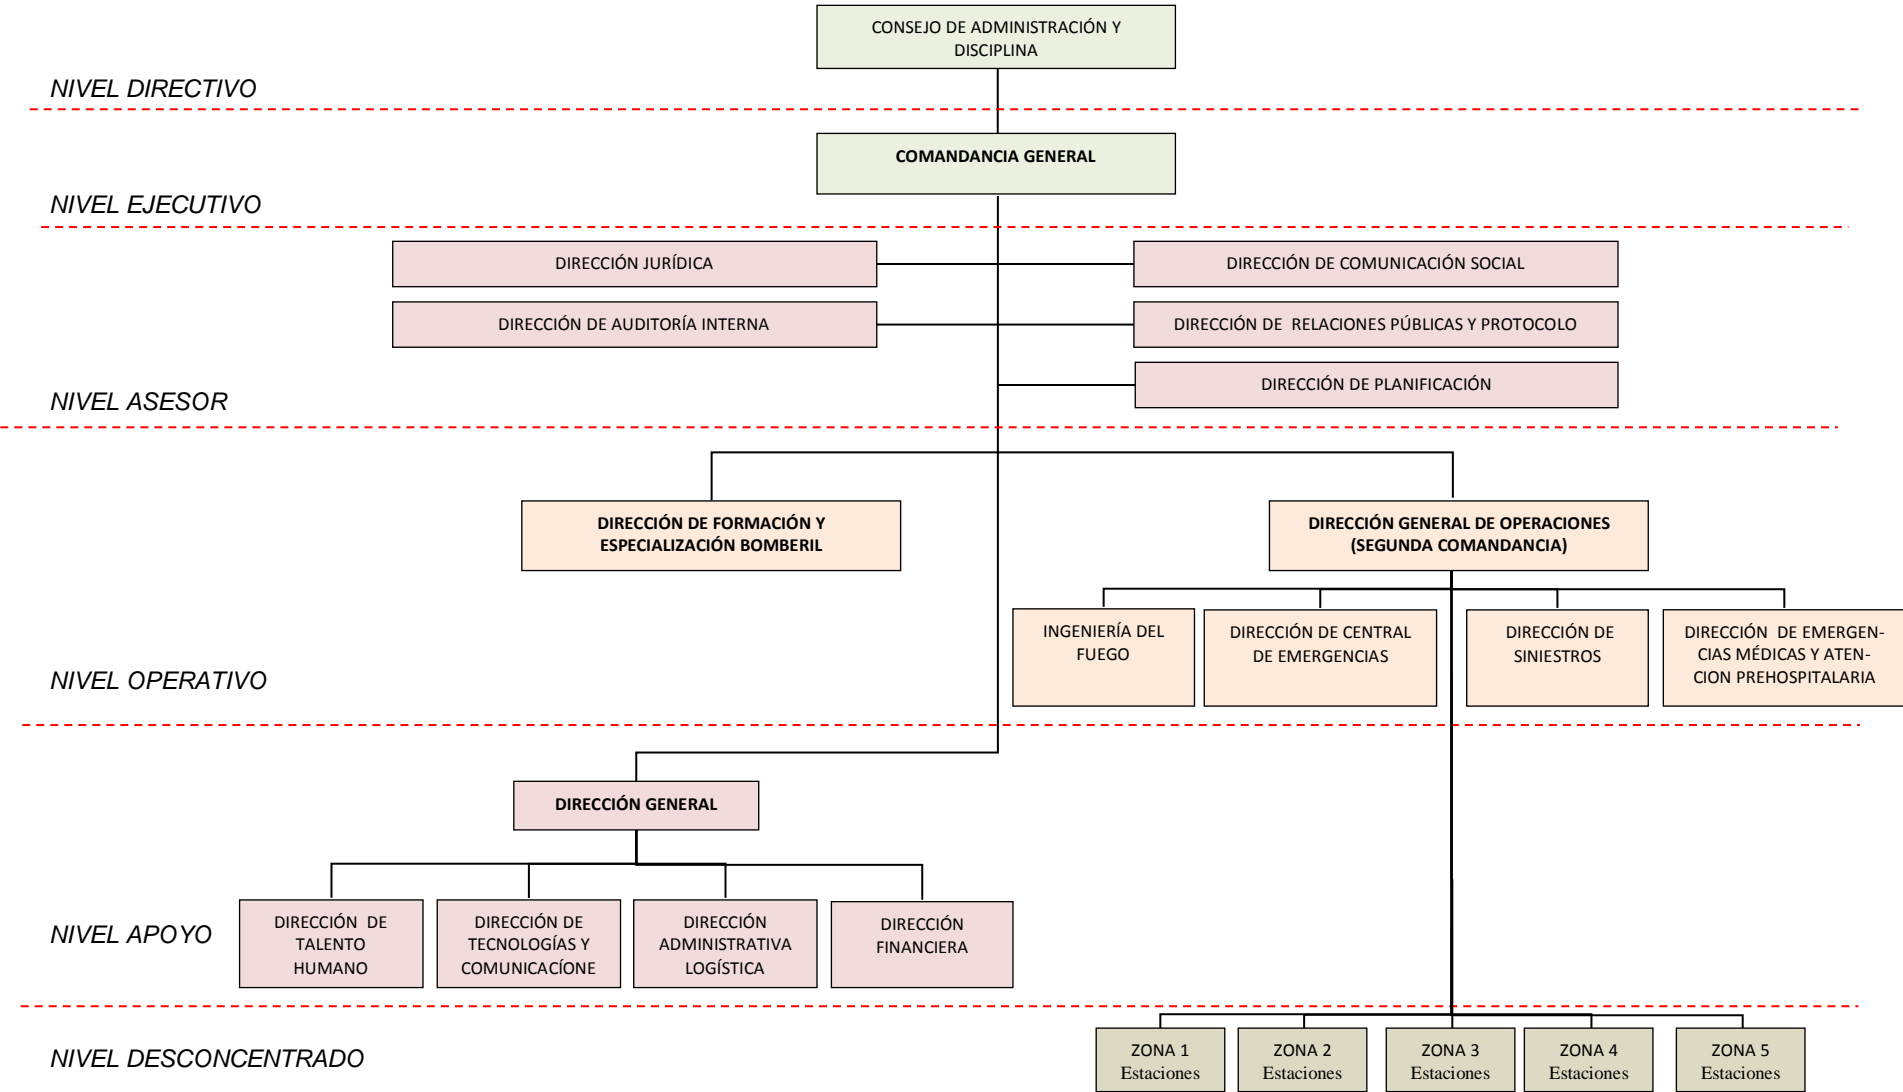 CONSEJO DE ADMINISTRACIÓN Y
DISCIPLINA
NIVEL DIRECTIVO
COMANDANCIA GENERAL
NIVEL EJECUTIVO
DIRECCIÓN JURÍDICA
DIRECCIÓN DE COMUNICACIÓN SOCIAL
DIRECCIÓN DE AUDITORÍA INTERNA
DIRECCIÓN DE  RELACIONES PÚBLICAS Y PROTOCOLO
DIRECCIÓN DE PLANIFICACIÓN
NIVEL ASESOR
DIRECCIÓN DE FORMACIÓN Y
ESPECIALIZACIÓN BOMBERIL
DIRECCIÓN GENERAL DE OPERACIONES
(SEGUNDA COMANDANCIA)
INGENIERÍA DEL
FUEGO
DIRECCIÓN DE CENTRAL
DE EMERGENCIAS
DIRECCIÓN DE
SINIESTROS
DIRECCIÓN  DE EMERGEN-
CIAS MÉDICAS Y ATEN-
CION PREHOSPITALARIA
NIVEL OPERATIVO
DIRECCIÓN GENERAL
DIRECCIÓN  DE
TALENTO
HUMANO
DIRECCIÓN DE
TECNOLOGÍAS Y
COMUNICACÍONE
DIRECCIÓN
ADMINISTRATIVA
LOGÍSTICA
DIRECCIÓN
FINANCIERA
NIVEL APOYO
ZONA 1
Estaciones
ZONA 2
Estaciones
ZONA 3
Estaciones
ZONA 4
Estaciones
ZONA 5
Estaciones
NIVEL DESCONCENTRADO